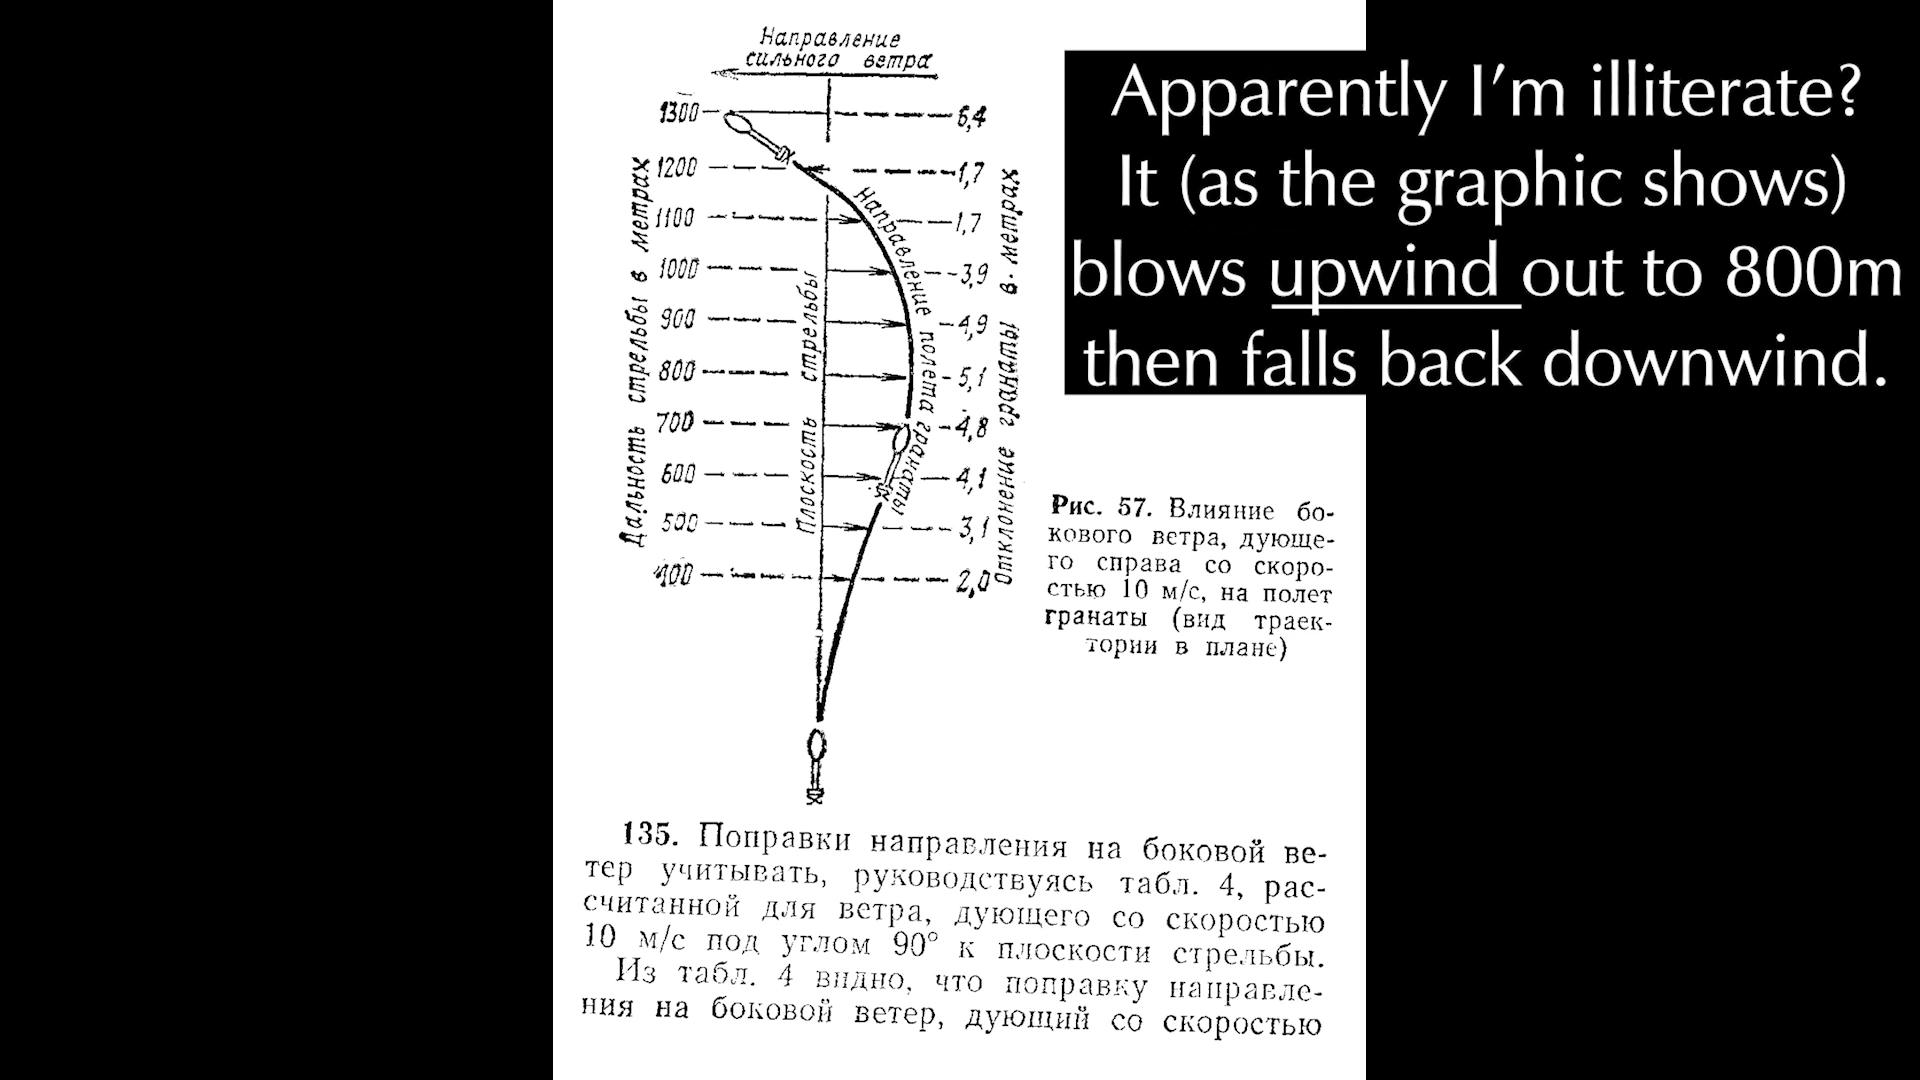 Направление
сильного ветра
Apparently I’m illiterate?
It (as the graphic shows)
blows upwind out to 800m
then falls back downwind.
Дальность стрельбы в метрах
1300
1200
1100
1000
900
800
700
600
500
400
Плоскость стрельбы
Направление полета гранаты
6,4
1,7
1,7
3,9
4,9
5,1
4,8
4,1
3,1
2,0
Отклонение гранаты в метрах
Рис. 57. Влияние бо-
кового ветра, дующе-
го справа со скоро-
стью 10 м/с, на полет
гранаты (вид траек-
тории в плане)
135. Поправки направления на боковой ве-
тер учитывать, руководствуясь табл. 4, рас-
считанной для ветра, дующего со скоростью
10 м/с под углом 90° к плоскости стрельбы.
Из табл. 4 видно, что поправку направле-
ния на боковой ветер, дующий со скоростью